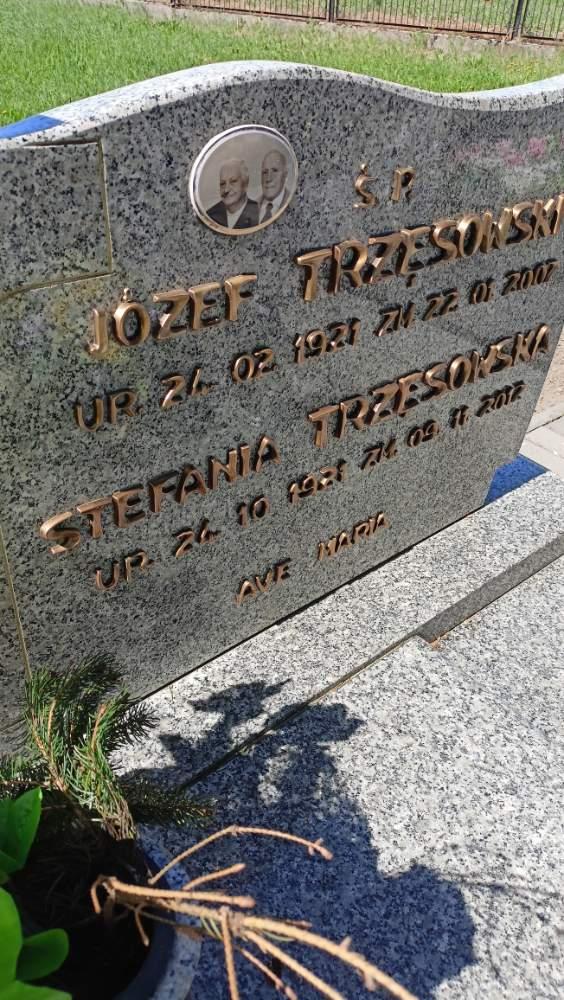 Ś. P.
JÓZEF TRZĘSOWSKI
UR. 24. 02. 1921 ZM 22. 01. 2007
STEFANIA TRZĘSOWSKA
UR. 24. 10. 1921 ZM 09. 11. 2012
AVE MARIA